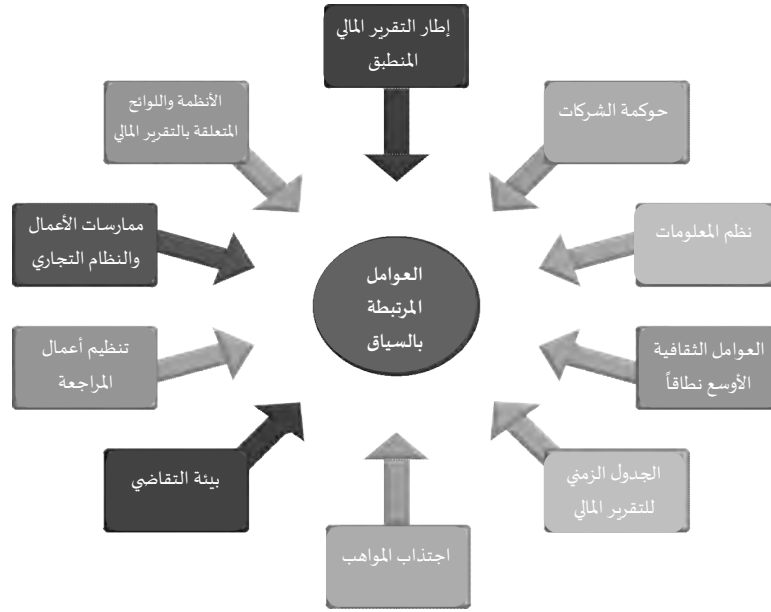 إطار التقرير المالي
المنطبق
حوكمة الشركات
نظم المعلومات
العوامل الثقافية
الأوسع نطاقاً
الجدول الزمني
للتقرير المالي
اجتذاب المواهب
بيئة التقاضي
تنظيم أعمال
المراجعة
ممارسات الأعمال
والنظام التجاري
الأنظمة واللوائح
المتعلقة بالتقرير المالي
العوامل
المرتبطة
بالسياق